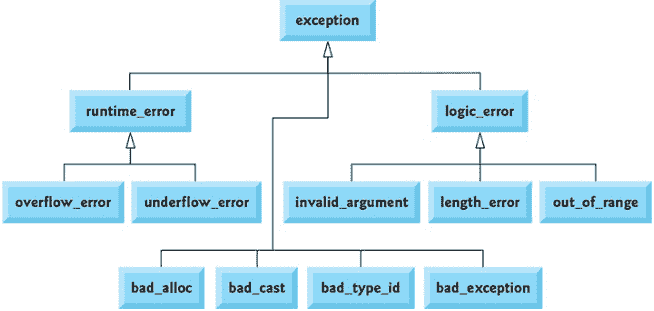 exception
runtime_error
logic_error
overflow_error
underflow_error
invalid_argument
length_error
out_of_range
bad_alloc
bad_cast
bad_type_id
bad_exception